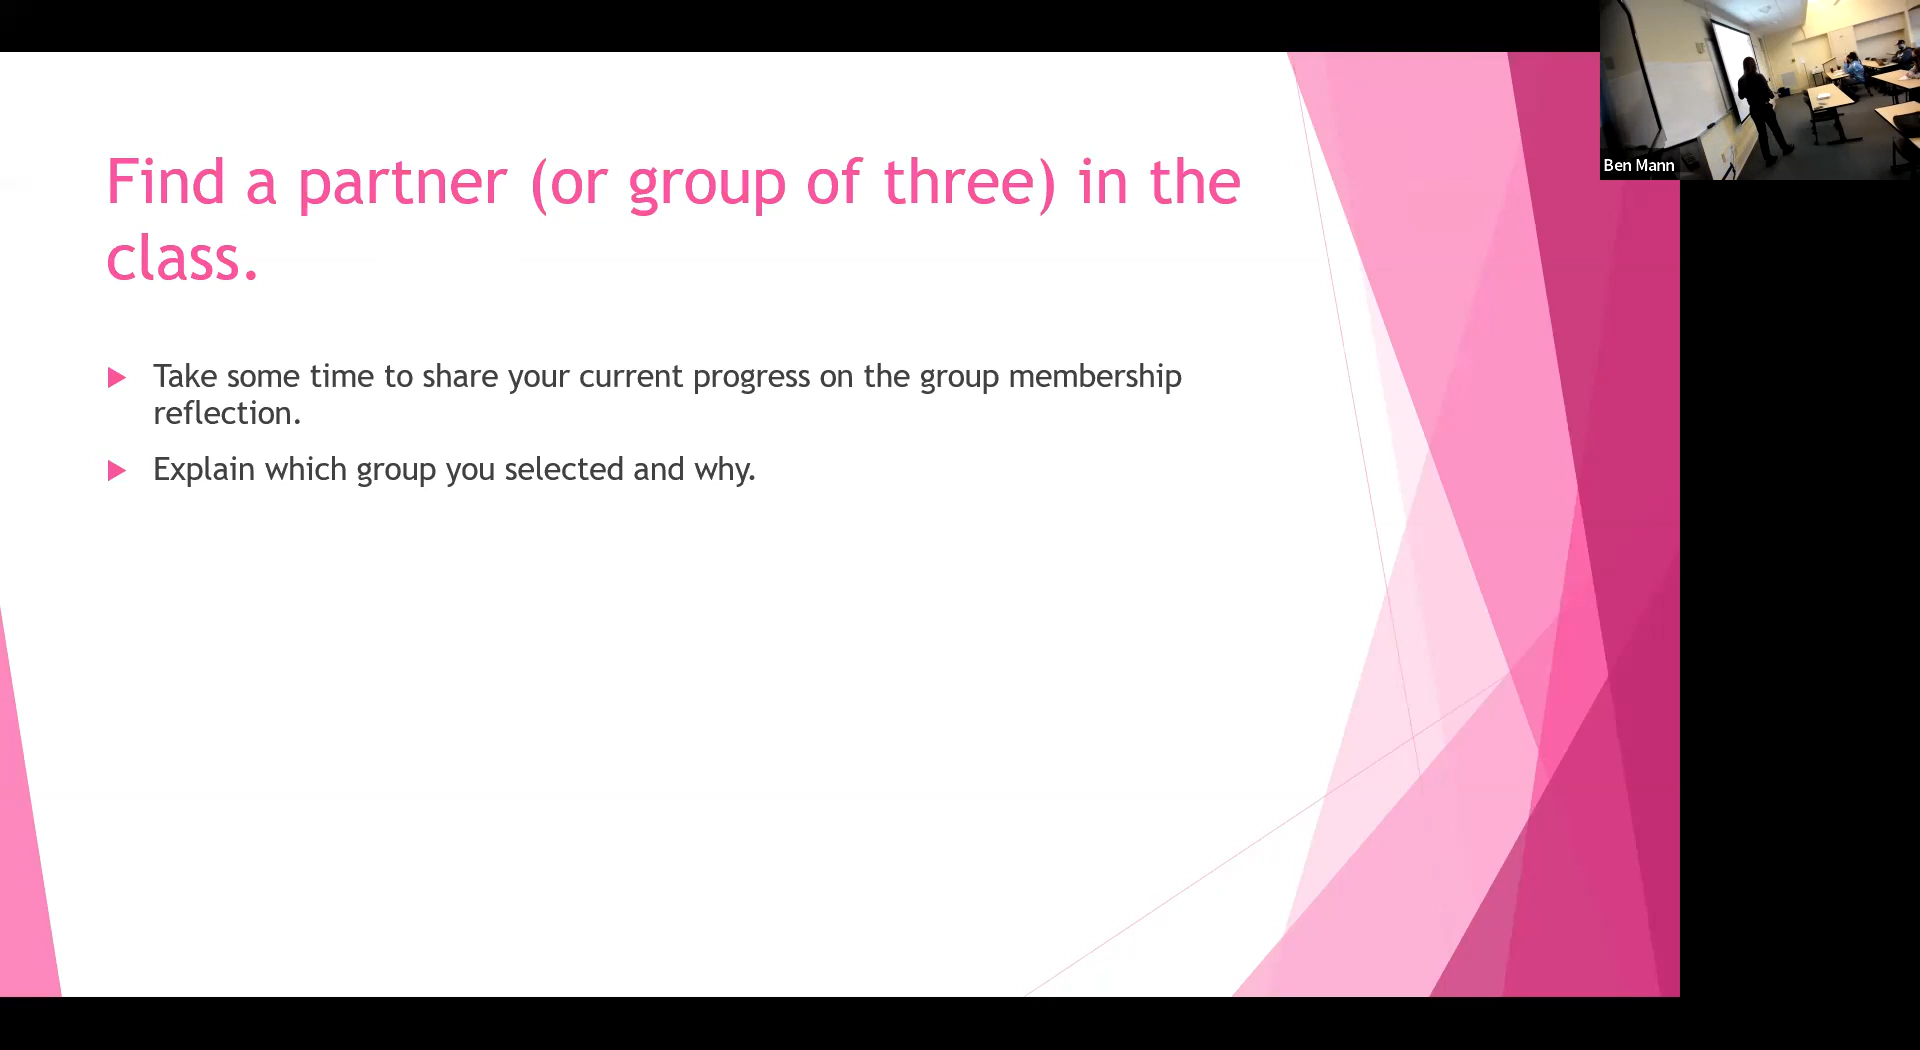 Find a partner (or group of three) in the
class.
Take some time to share your current progress on the group membership
reflection.
Explain which group you selected and why.
Ben Mann